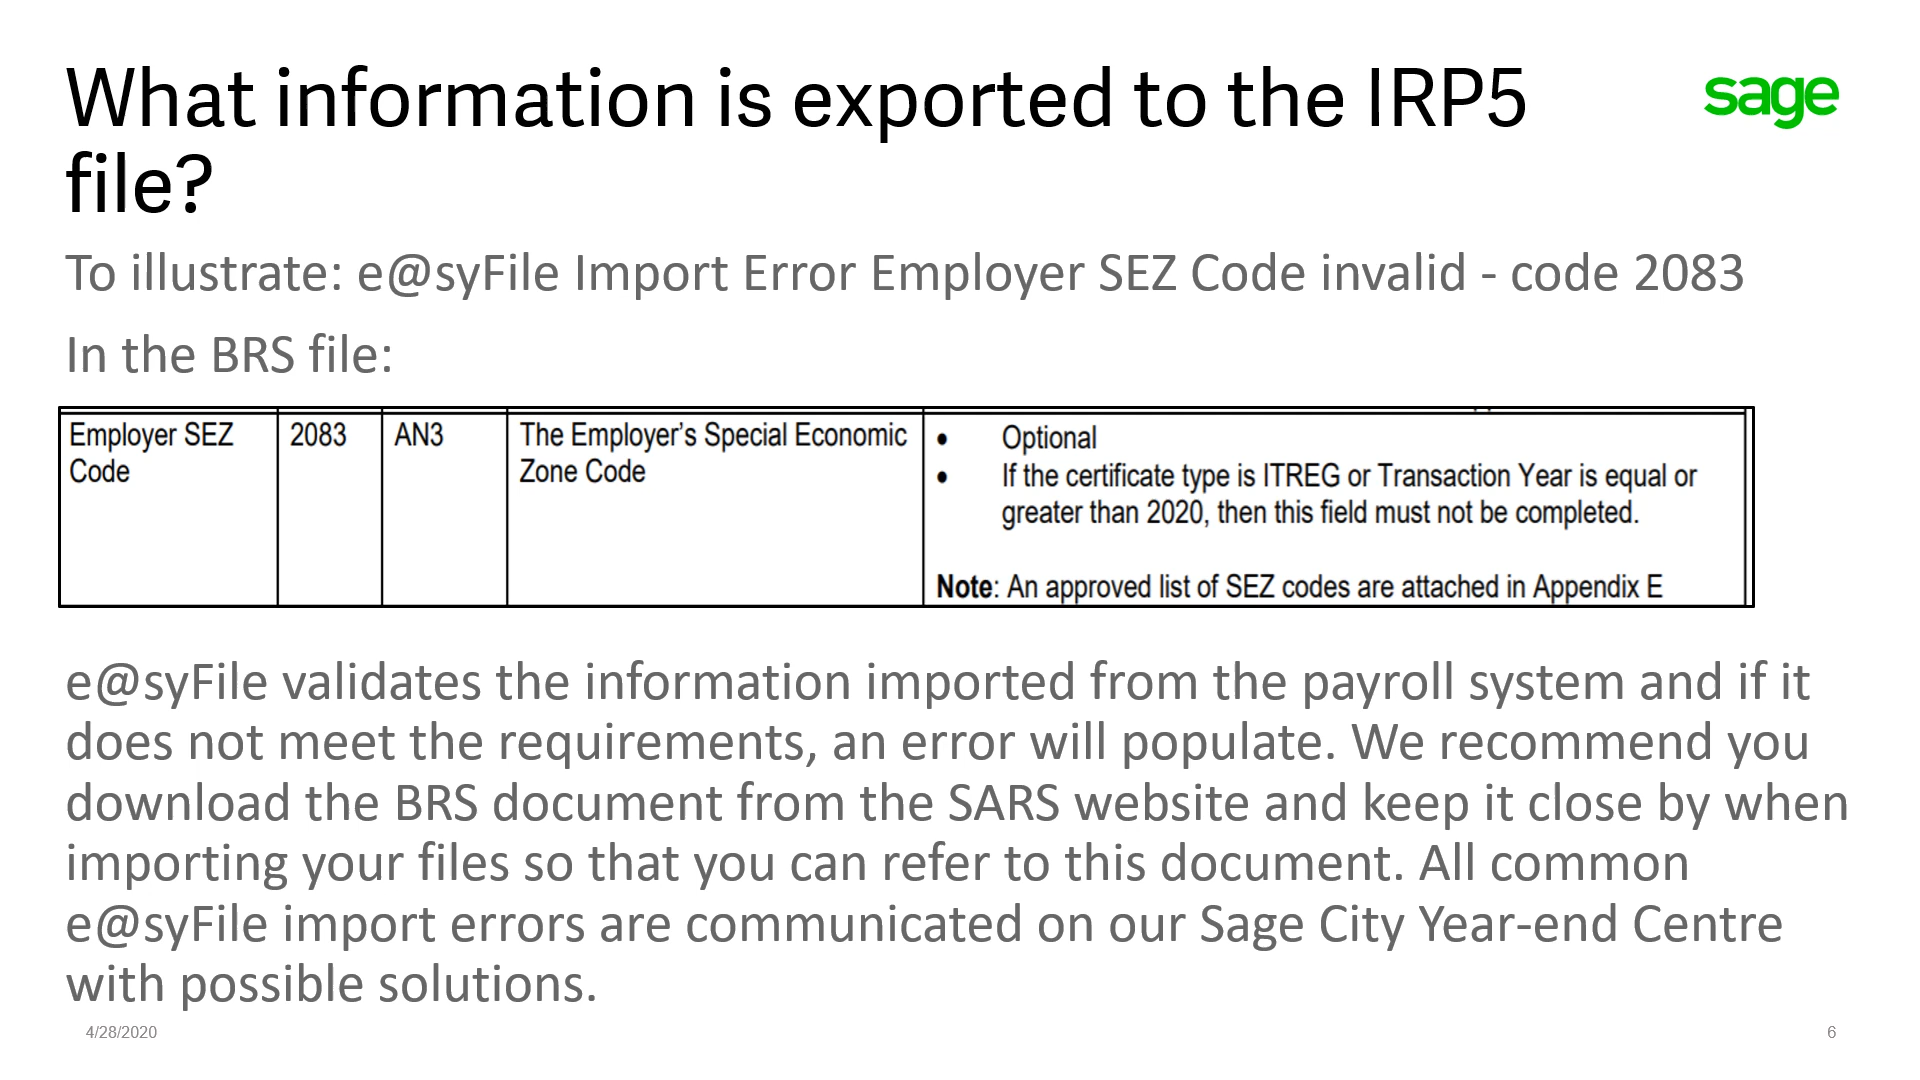 What information is exported to the IRP5
file?
sage
To illustrate: e@syFile Import Error Employer SEZ Code invalid - code 2083
In the BRS file:
Employer SEZ
Code
2083
AN3
The Employer’s Special Economic
Zone Code
• Optional
• If the certificate type is ITREG or Transaction Year is equal or
greater than 2020, then this field must not be completed.
Note: An approved list of SEZ codes are attached in Appendix E
e@syFile validates the information imported from the payroll system and if it
does not meet the requirements, an error will populate. We recommend you
download the BRS document from the SARS website and keep it close by when
importing your files so that you can refer to this document. All common
e@syFile import errors are communicated on our Sage City Year-end Centre
with possible solutions.
4/28/2020
6